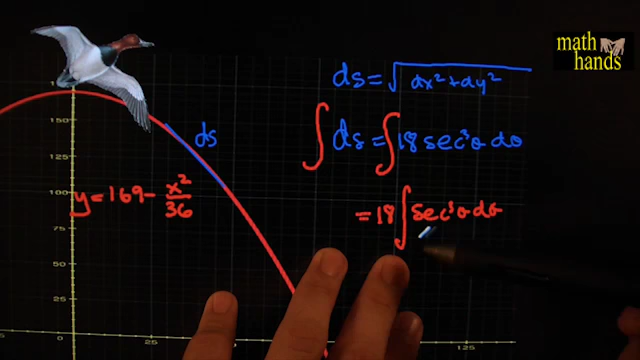 math
hands
ds = √dx² + dy²
∫ ds = ∫ 18 sec³θ dθ
ds
y = 169 - x²/36
= 18 ∫ sec³θ dθ
150
125
100
75
50
25
0
0
25
125